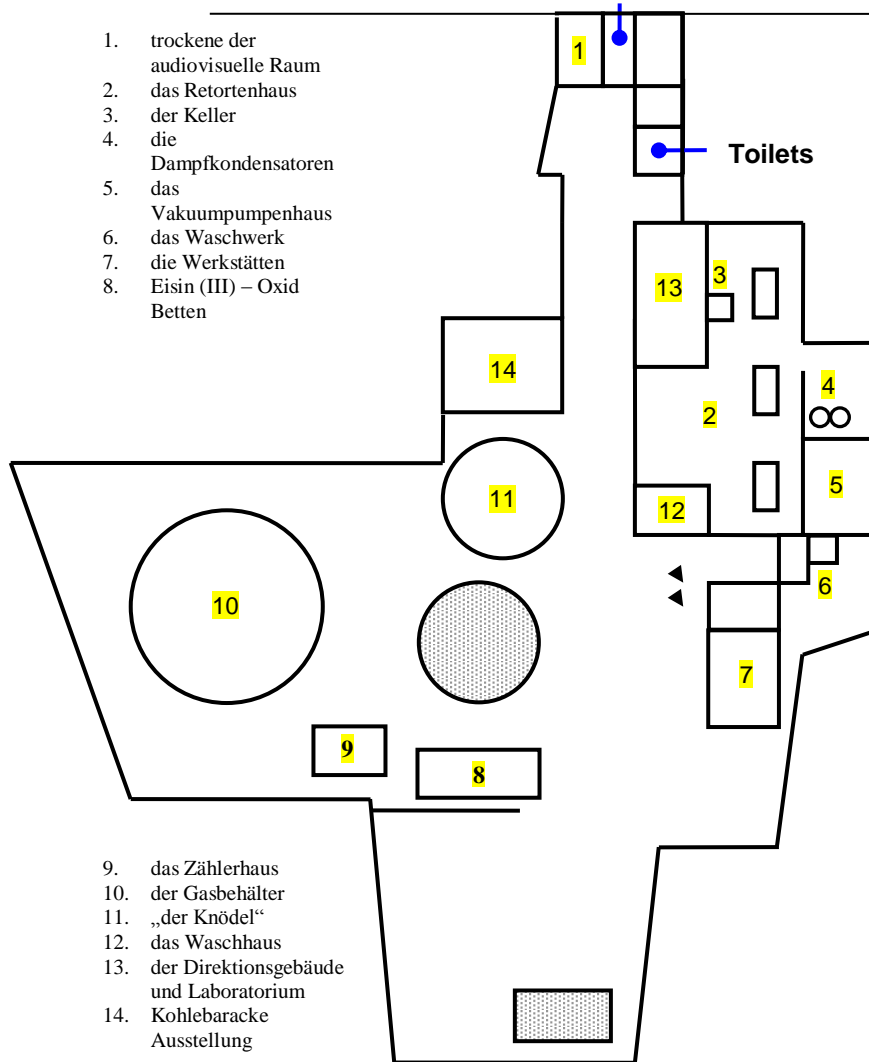 1. trockene der
audiovisuelle Raum
2. das Retortenhaus
3. der Keller
4. die
Dampfkondensatoren
5. das
Vakuumpumpenhaus
6. das Waschwerk
7. die Werkstätten
8. Eisin (III) – Oxid
Betten
1
Toilets
13
3
14
2
4
11
12
5
10
6
7
9
8
9. das Zählerhaus
10. der Gasbehälter
11. „der Knödel“
12. das Waschhaus
13. der Direktionsgebäude
und Laboratorium
14. Kohlebaracke
Ausstellung